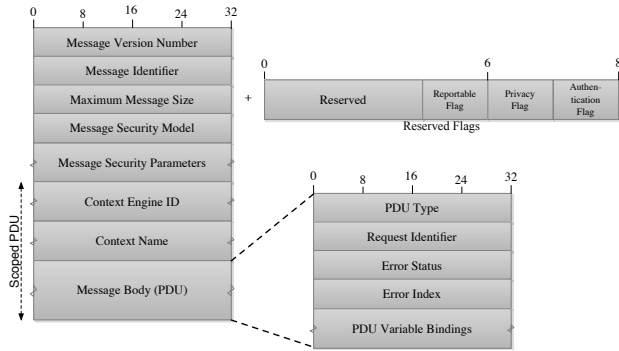 0 8 16 24 32
Message Version Number
Message Identifier
Maximum Message Size
Message Security Model
Message Security Parameters
Context Engine ID
Context Name
Message Body (PDU)
Scoped PDU
+
0 6 8
Reserved
Reportable
Flag
Privacy
Flag
Authen-
tication
Flag
Reserved Flags
0 8 16 24 32
PDU Type
Request Identifier
Error Status
Error Index
PDU Variable Bindings